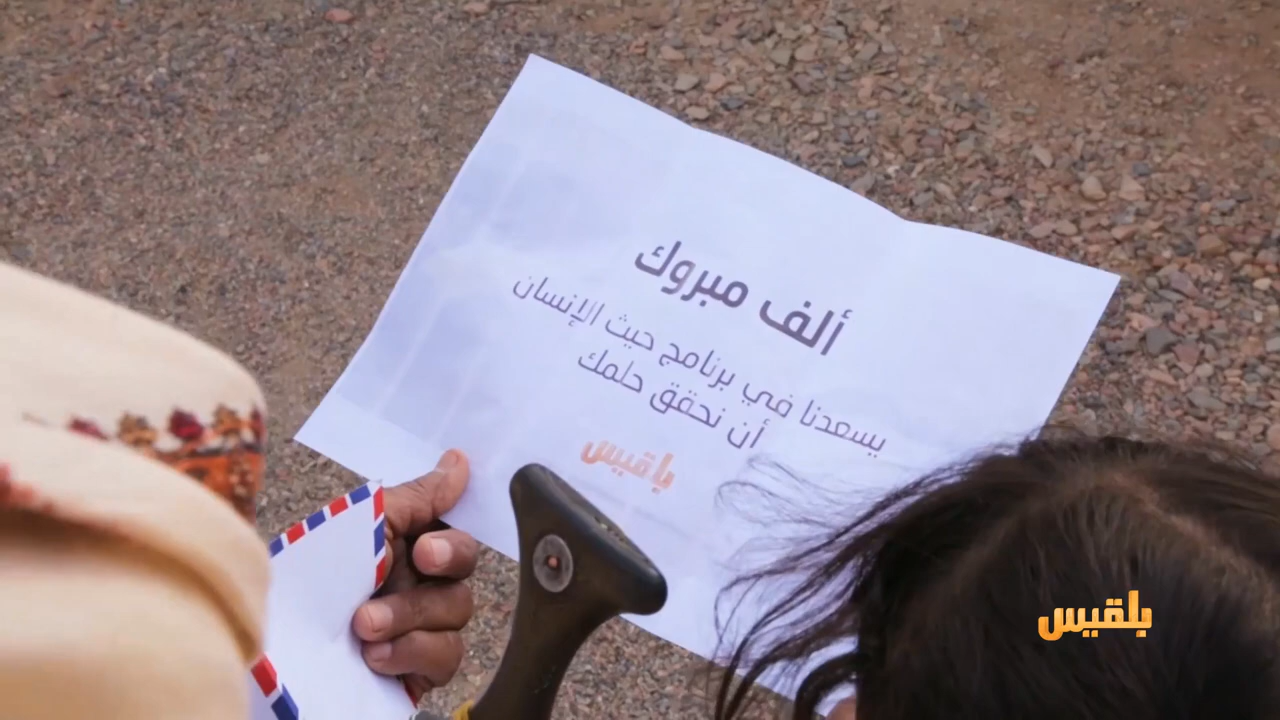 ألف مبروك
يسعدنا في برنامج حيث الإنسان
أن نحقق حلمك
بلقيس
بلقيس